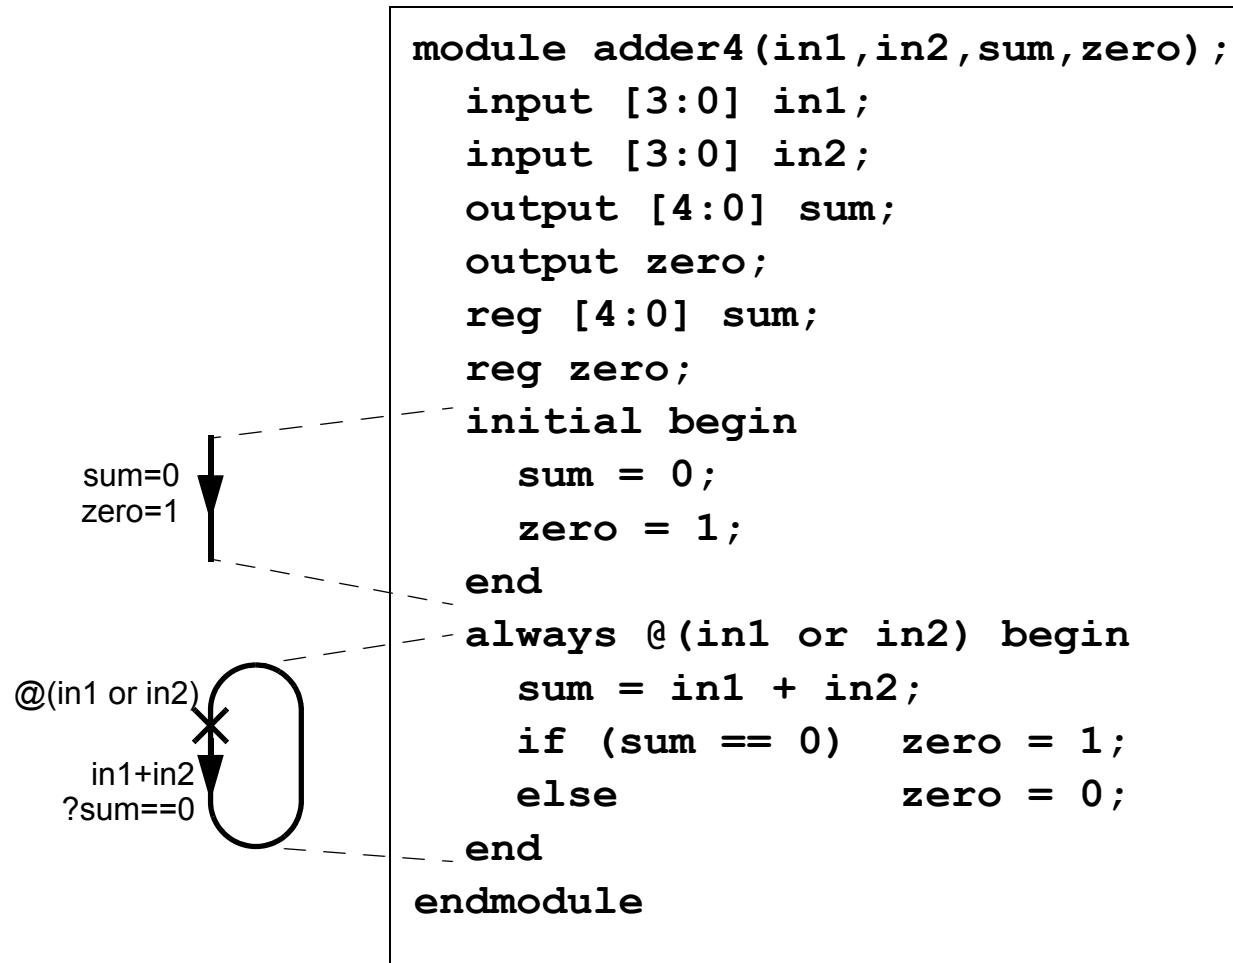 module adder4(in1,in2,sum,zero);
input [3:0] in1;
input [3:0] in2;
output [4:0] sum;
output zero;
reg [4:0] sum;
reg zero;
initial begin
sum = 0;
zero = 1;
end
always @(in1 or in2) begin
sum = in1 + in2;
if (sum == 0) zero = 1;
else zero = 0;
end
endmodule
sum=0
zero=1
@(in1 or in2)
in1+in2
?sum==0